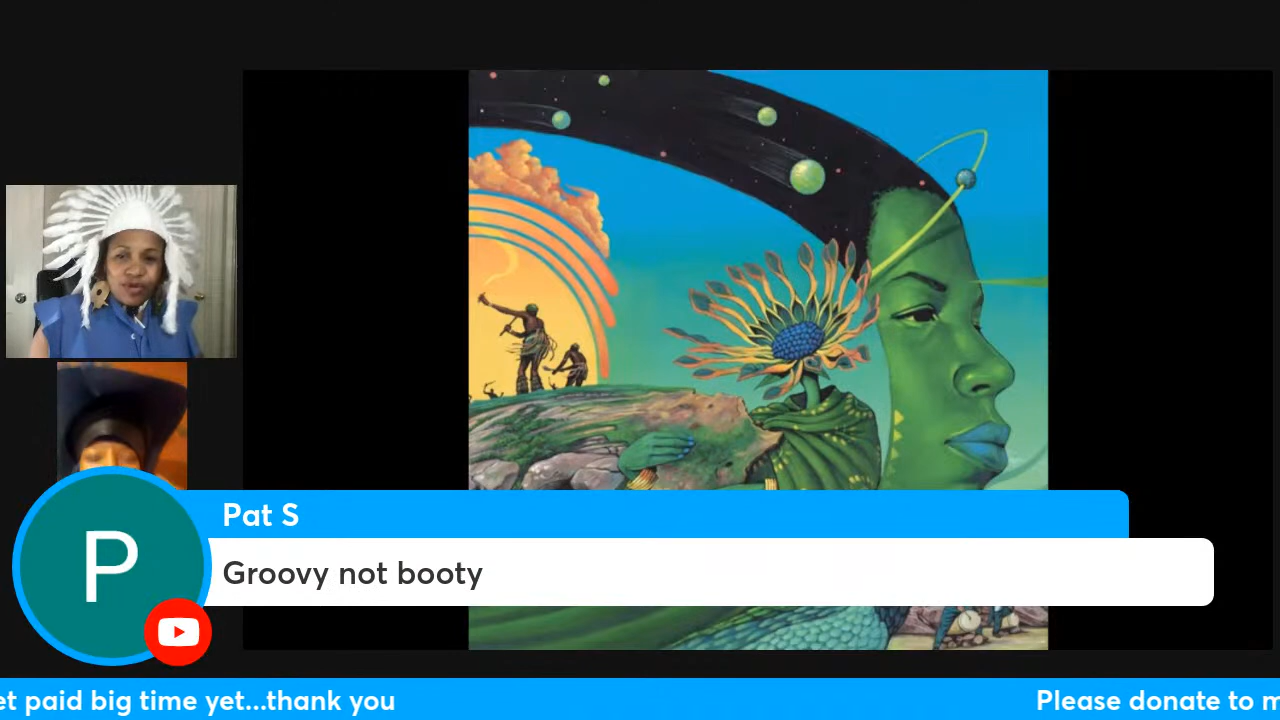 P
Pat S
Groovy not booty
et paid big time yet...thank you
Please donate to m